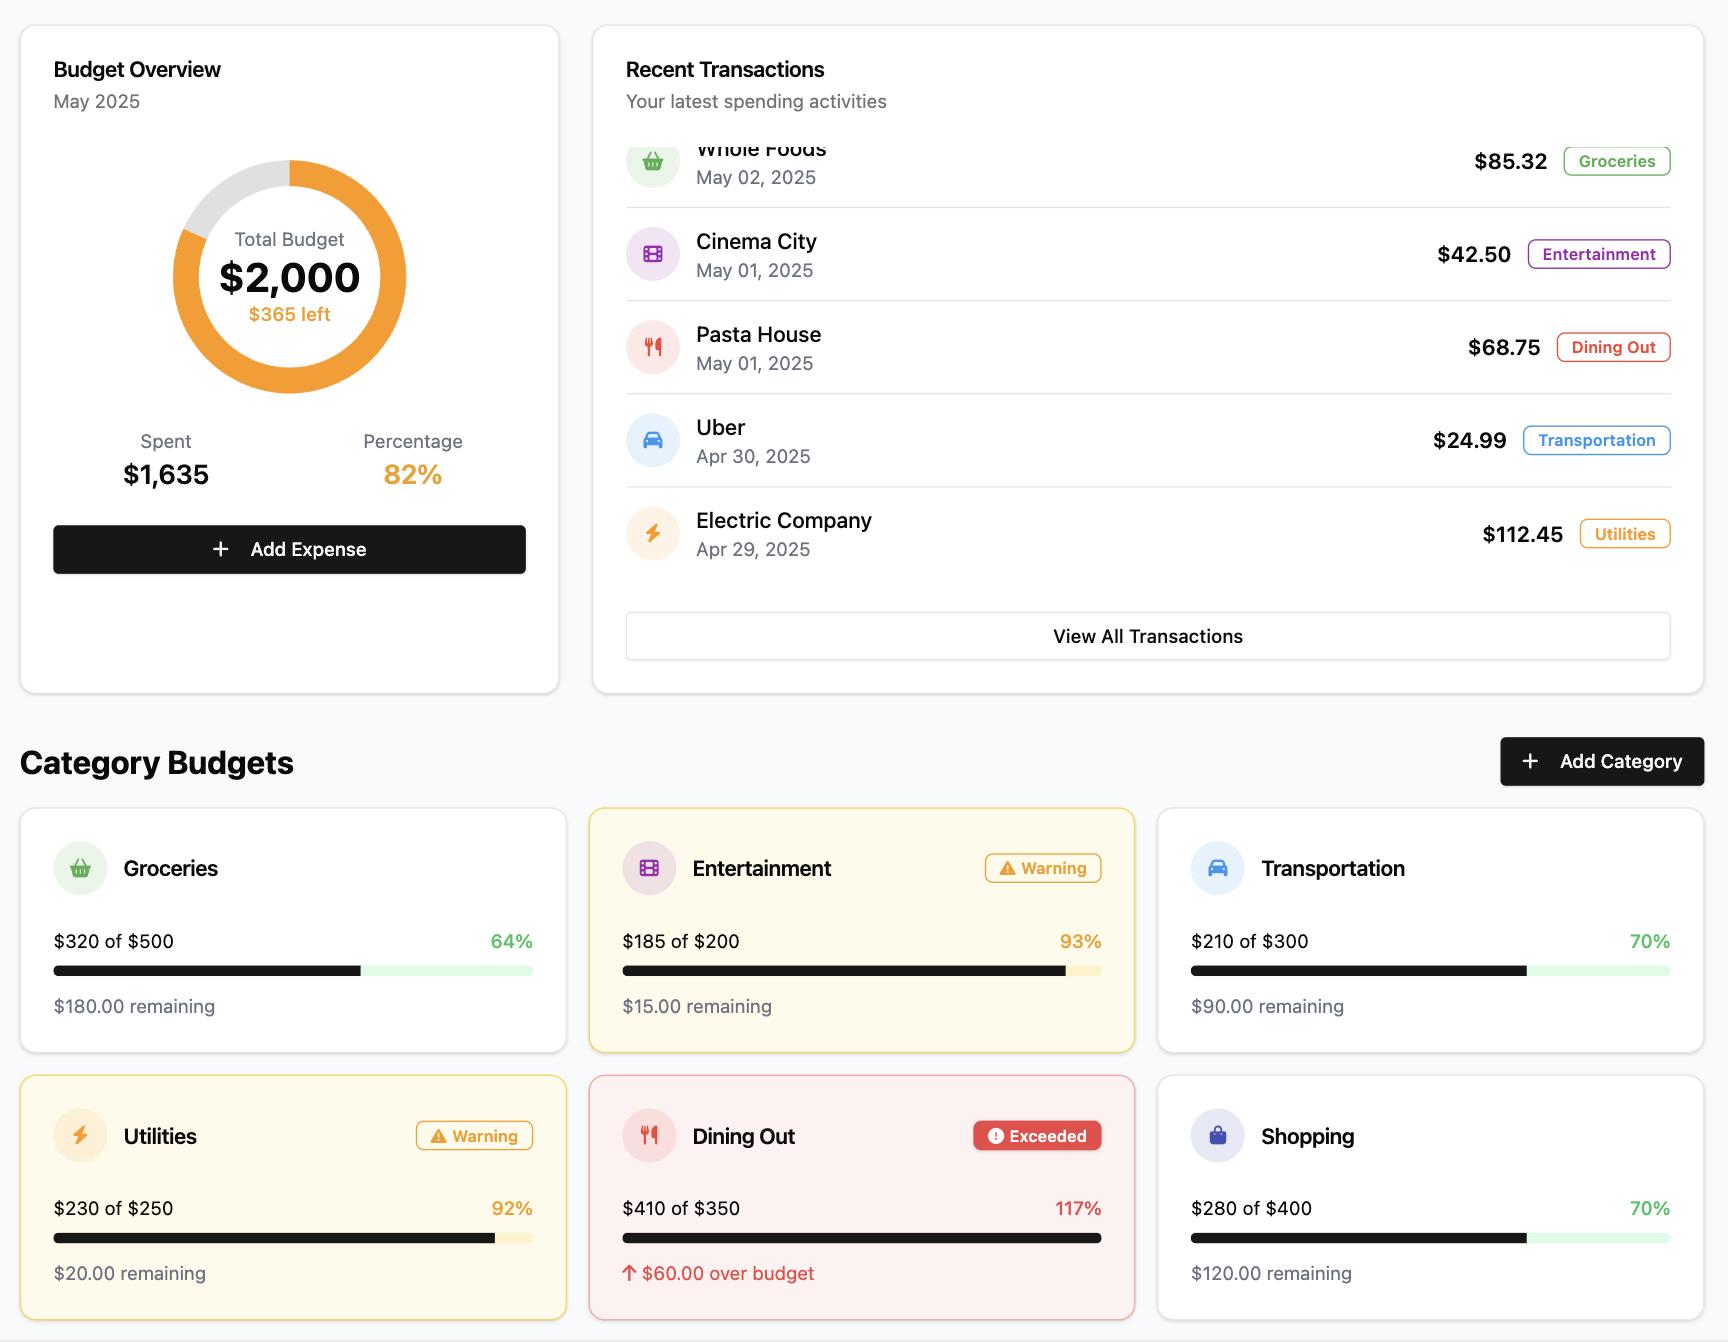 Budget Overview
May 2025
Total Budget
$2,000
$365 left
Spent
$1,635
Percentage
82%
+ Add Expense
Recent Transactions
Your latest spending activities
Whole Foods
May 02, 2025
$85.32
Groceries
Cinema City
May 01, 2025
$42.50
Entertainment
Pasta House
May 01, 2025
$68.75
Dining Out
Uber
Apr 30, 2025
$24.99
Transportation
Electric Company
Apr 29, 2025
$112.45
Utilities
View All Transactions
Category Budgets
+ Add Category
Groceries
$320 of $500
64%
$180.00 remaining
Entertainment
Warning
$185 of $200
93%
$15.00 remaining
Transportation
$210 of $300
70%
$90.00 remaining
Utilities
Warning
$230 of $250
92%
$20.00 remaining
Dining Out
Exceeded
$410 of $350
117%
↑ $60.00 over budget
Shopping
$280 of $400
70%
$120.00 remaining